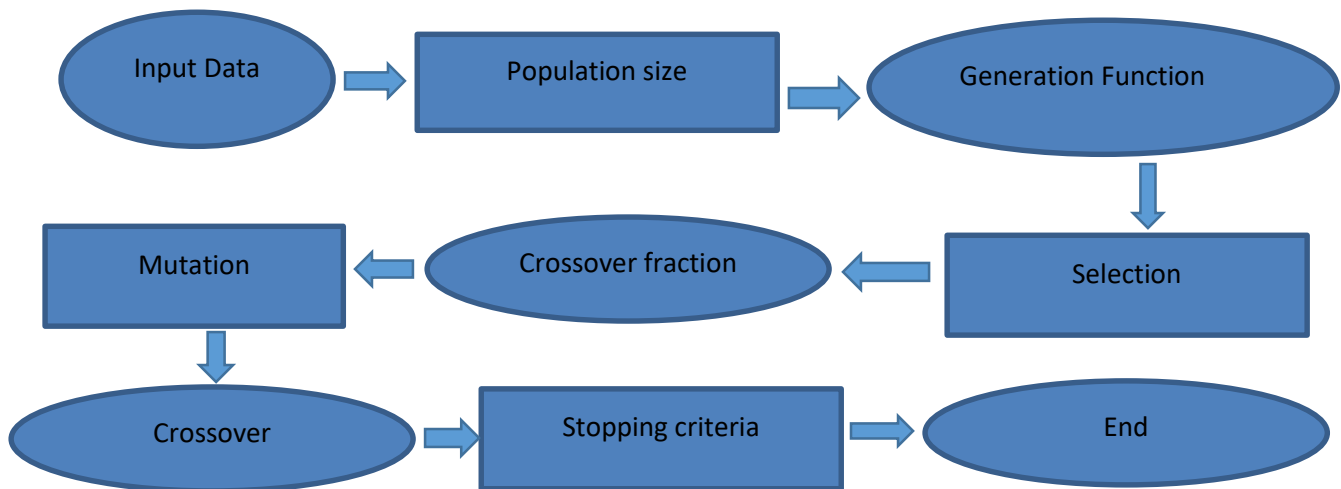 Input Data
Population size
Generation Function
Selection
Crossover fraction
Mutation
Crossover
Stopping criteria
End